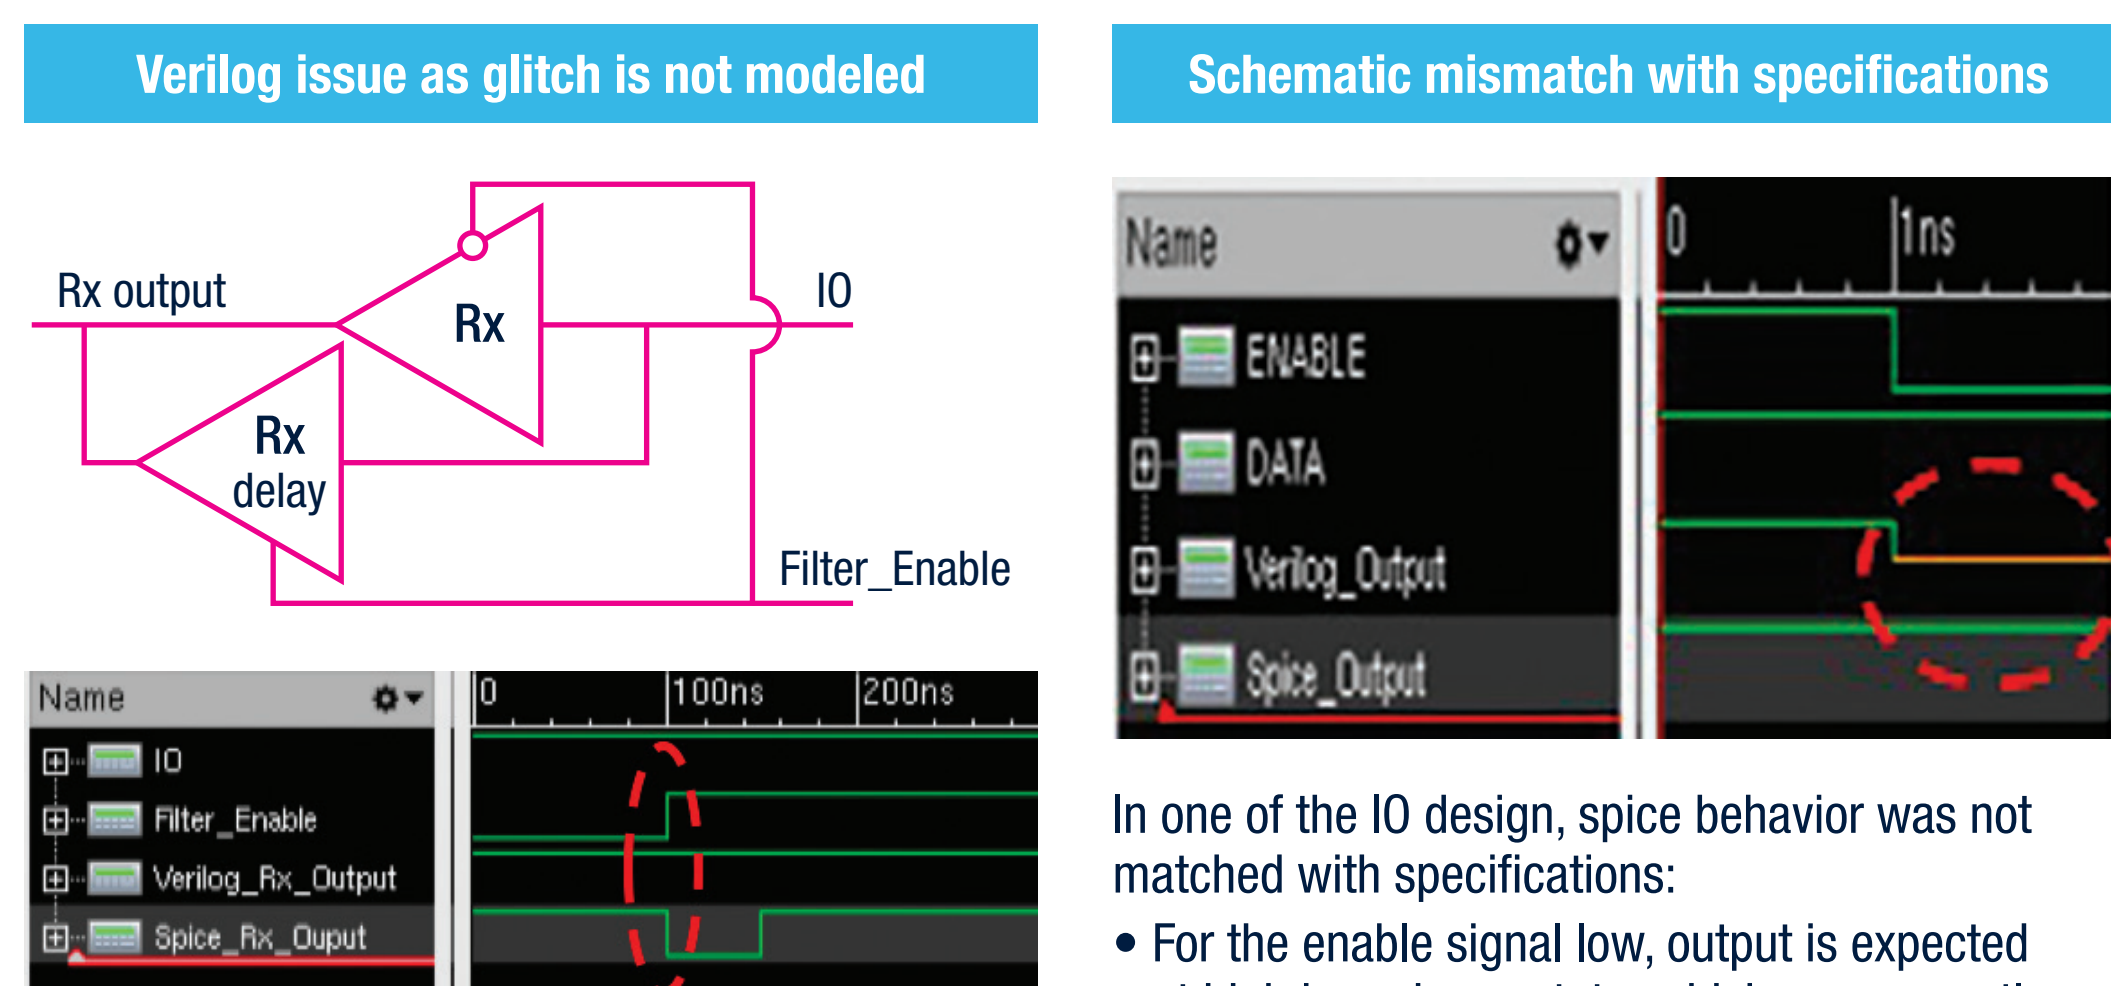 Verilog issue as glitch is not modeled
Rx output
IO
Rx
Rx
delay
Filter_Enable
Name
0
100ns
200ns
IO
Filter_Enable
Verilog_Rx_Output
Spice_Rx_Ouput
Schematic mismatch with specifications
Name
0
1ns
ENABLE
DATA
Verilog_Output
Spice_Output
In one of the IO design, spice behavior was not
matched with specifications:
• For the enable signal low, output is expected